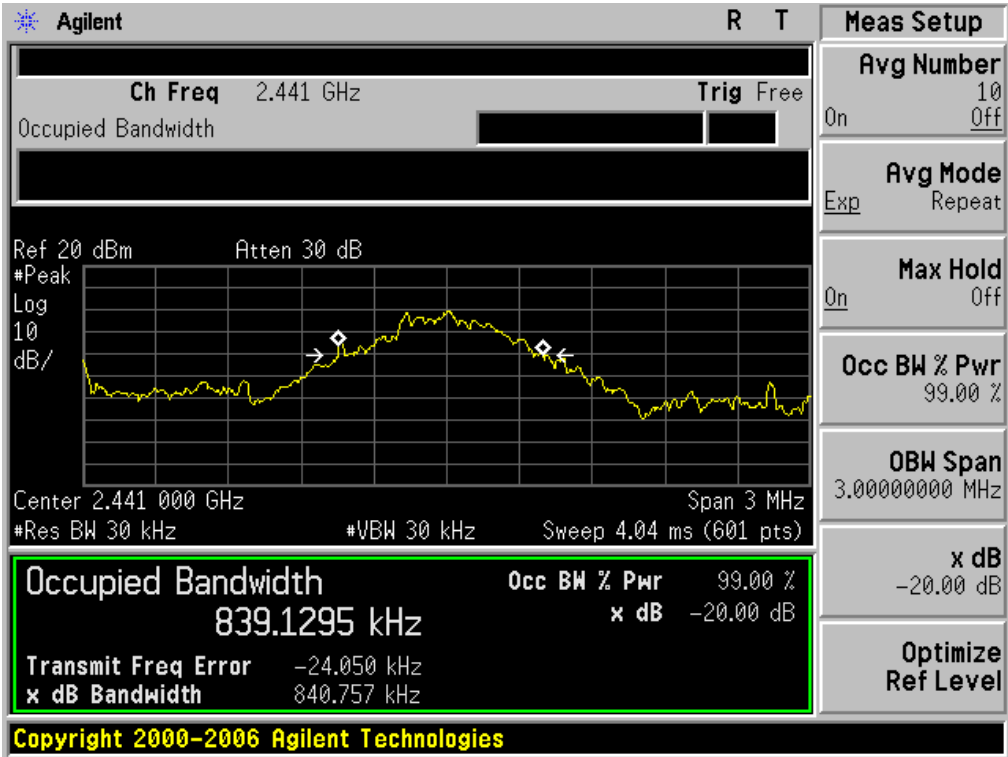 Agilent R T
Ch Freq 2.441 GHz Trig Free
Occupied Bandwidth
Ref 20 dBm Atten 30 dB
#Peak
Log
10
dB/
Center 2.441 000 GHz Span 3 MHz
#Res BW 30 kHz #VBW 30 kHz Sweep 4.04 ms (601 pts)
Occupied Bandwidth Occ BW % Pwr 99.00 %
839.1295 kHz x dB -20.00 dB
Transmit Freq Error -24.050 kHz
x dB Bandwidth 840.757 kHz
Copyright 2000-2006 Agilent Technologies
Meas Setup
Avg Number
10
On Off
Avg Mode
Exp Repeat
Max Hold
On Off
Occ BW % Pwr
99.00 %
OBW Span
3.00000000 MHz
x dB
-20.00 dB
Optimize
Ref Level